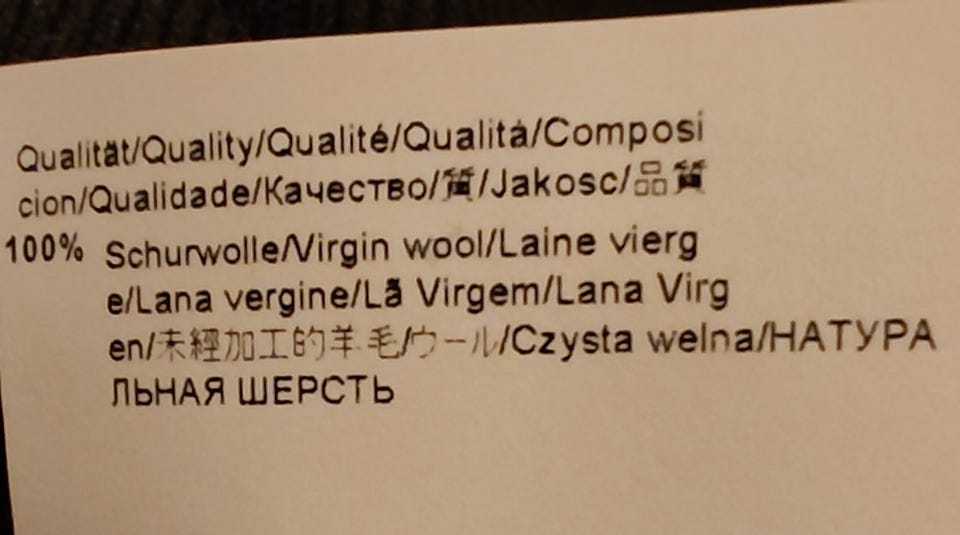 Qualität/Quality/Qualité/Qualità/Composi
cion/Qualidade/Качество/質/Jakosc/品質
100% Schurwolle/Virgin wool/Laine vierg
e/Lana vergine/Lã Virgem/Lana Virg
en/未經加工的羊毛/ウール/Czysta welna/НАТУРА
ЛЬНАЯ ШЕРСТЬ